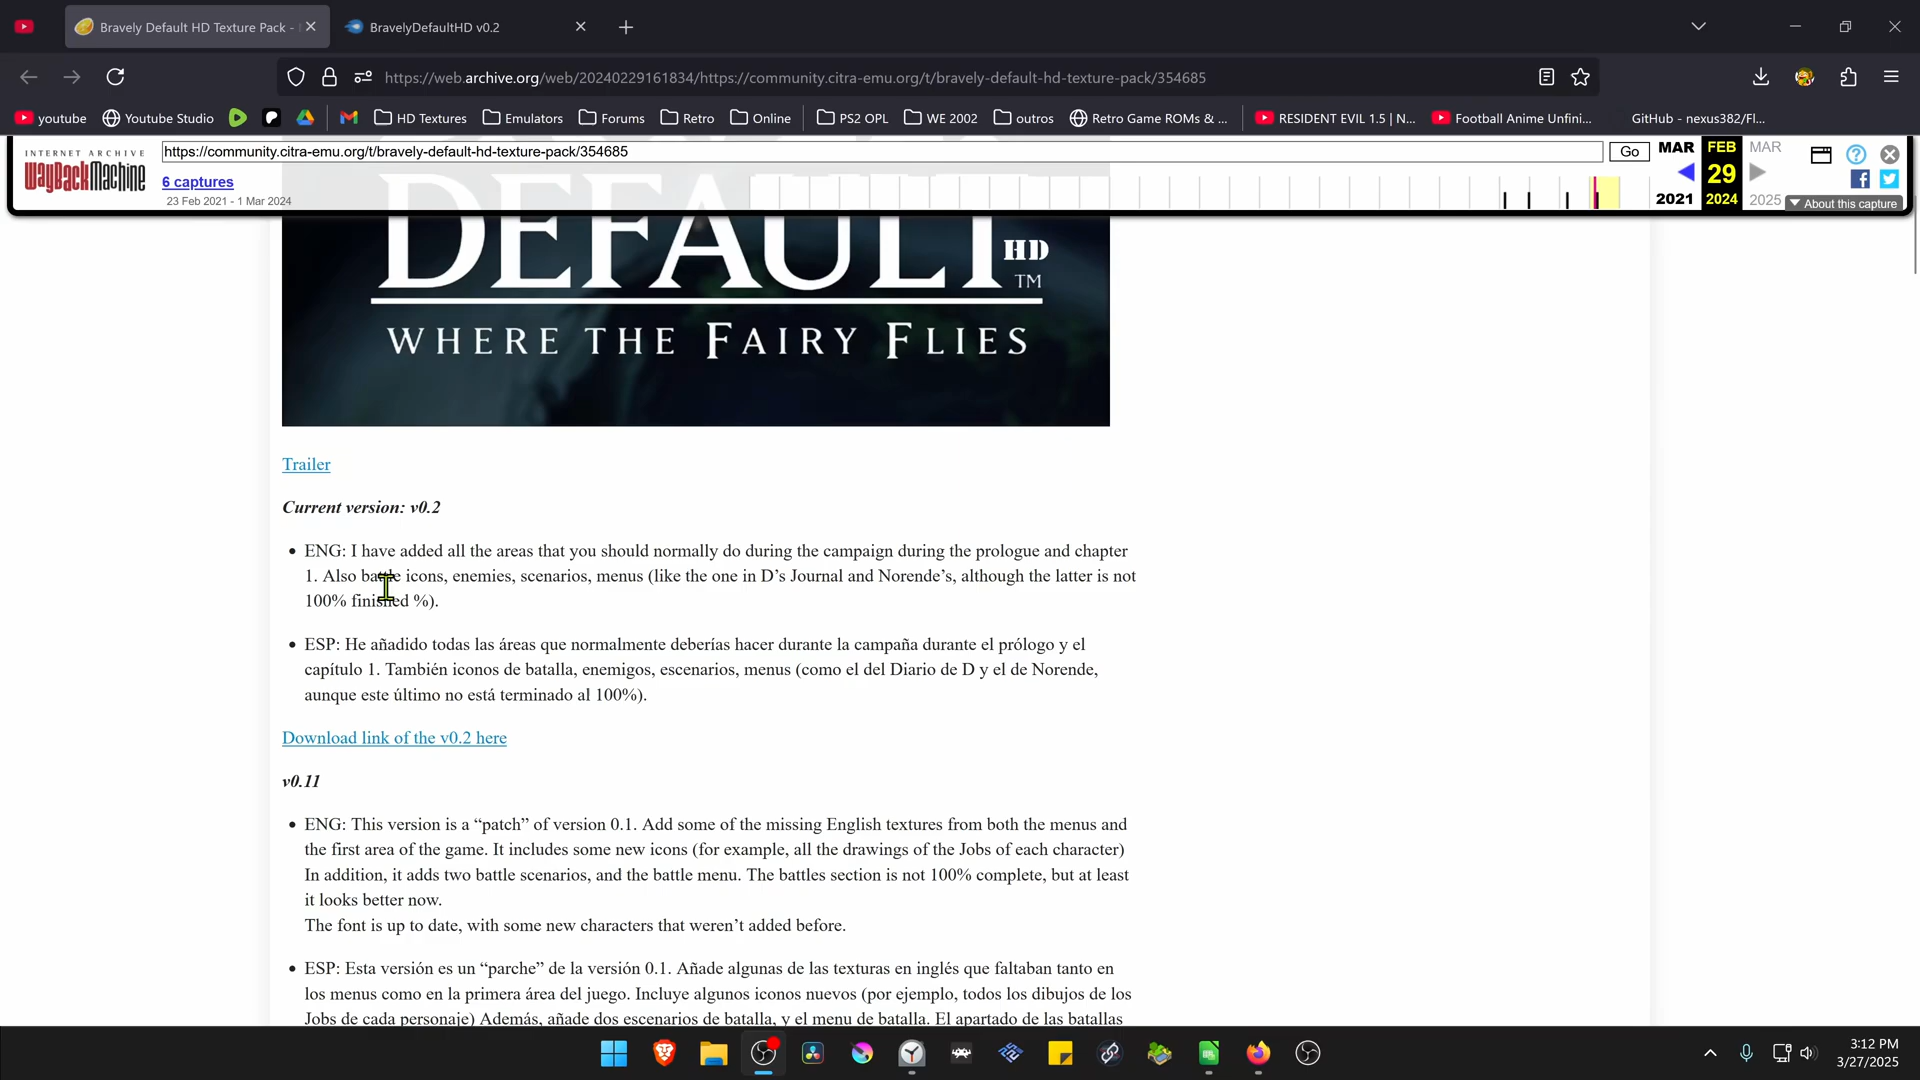 Bravely Default HD Texture Pack -
BravelyDefaultHD v0.2
https://web.archive.org/web/20240229161834/https://community.citra-emu.org/t/bravely-default-hd-texture-pack/354685
youtube
Youtube Studio
HD Textures
Emulators
Forums
Retro
Online
PS2 OPL
WE 2002
outros
Retro Game ROMs & ...
RESIDENT EVIL 1.5 | N...
Football Anime Unfini...
GitHub - nexus382/Fl...
INTERNET ARCHIVE
WayBackMachine
https://community.citra-emu.org/t/bravely-default-hd-texture-pack/354685
Go
MAR
FEB
MAR
6 captures
29
23 Feb 2021 - 1 Mar 2024
2021
2024
2025
About this capture
DEFAULT HD
TM
WHERE THE FAIRY FLIES
Trailer
Current version: v0.2
• ENG: I have added all the areas that you should normally do during the campaign during the prologue and chapter
1. Also battle icons, enemies, scenarios, menus (like the one in D’s Journal and Norende’s, although the latter is not
100% finished %).
• ESP: He añadido todas las áreas que normalmente deberías hacer durante la campaña durante el prólogo y el
capítulo 1. También iconos de batalla, enemigos, escenarios, menus (como el del Diario de D y el de Norende,
aunque este último no está terminado al 100%).
Download link of the v0.2 here
v0.11
• ENG: This version is a “patch” of version 0.1. Add some of the missing English textures from both the menus and
the first area of the game. It includes some new icons (for example, all the drawings of the Jobs of each character)
In addition, it adds two battle scenarios, and the battle menu. The battles section is not 100% complete, but at least
it looks better now.
The font is up to date, with some new characters that weren’t added before.
• ESP: Esta versión es un “parche” de la versión 0.1. Añade algunas de las texturas en inglés que faltaban tanto en
los menus como en la primera área del juego. Incluye algunos iconos nuevos (por ejemplo, todos los dibujos de los
Jobs de cada personaje) Además, añade dos escenarios de batalla, y el menu de batalla. El apartado de las batallas
3:12 PM
3/27/2025